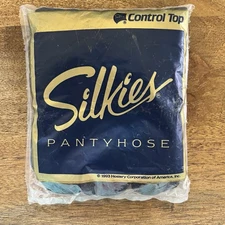 Control Top
Silkies
PANTYHOSE
© 1993 Hosiery Corporation of America, Inc.